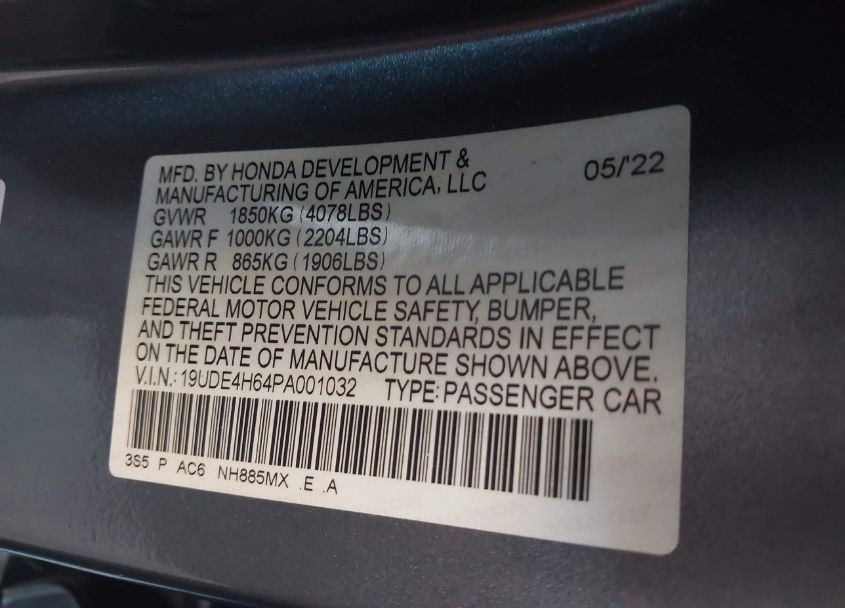 MFD. BY HONDA DEVELOPMENT & 05/'22
MANUFACTURING OF AMERICA, LLC
GVWR 1850KG (4078LBS)
GAWR F 1000KG (2204LBS)
GAWR R 865KG (1906LBS)
THIS VEHICLE CONFORMS TO ALL APPLICABLE
FEDERAL MOTOR VEHICLE SAFETY, BUMPER,
AND THEFT PREVENTION STANDARDS IN EFFECT
ON THE DATE OF MANUFACTURE SHOWN ABOVE.
V.I.N.: 19UDE4H64PA001032 TYPE: PASSENGER CAR
3S5 P AC6 NH885MX .E .A